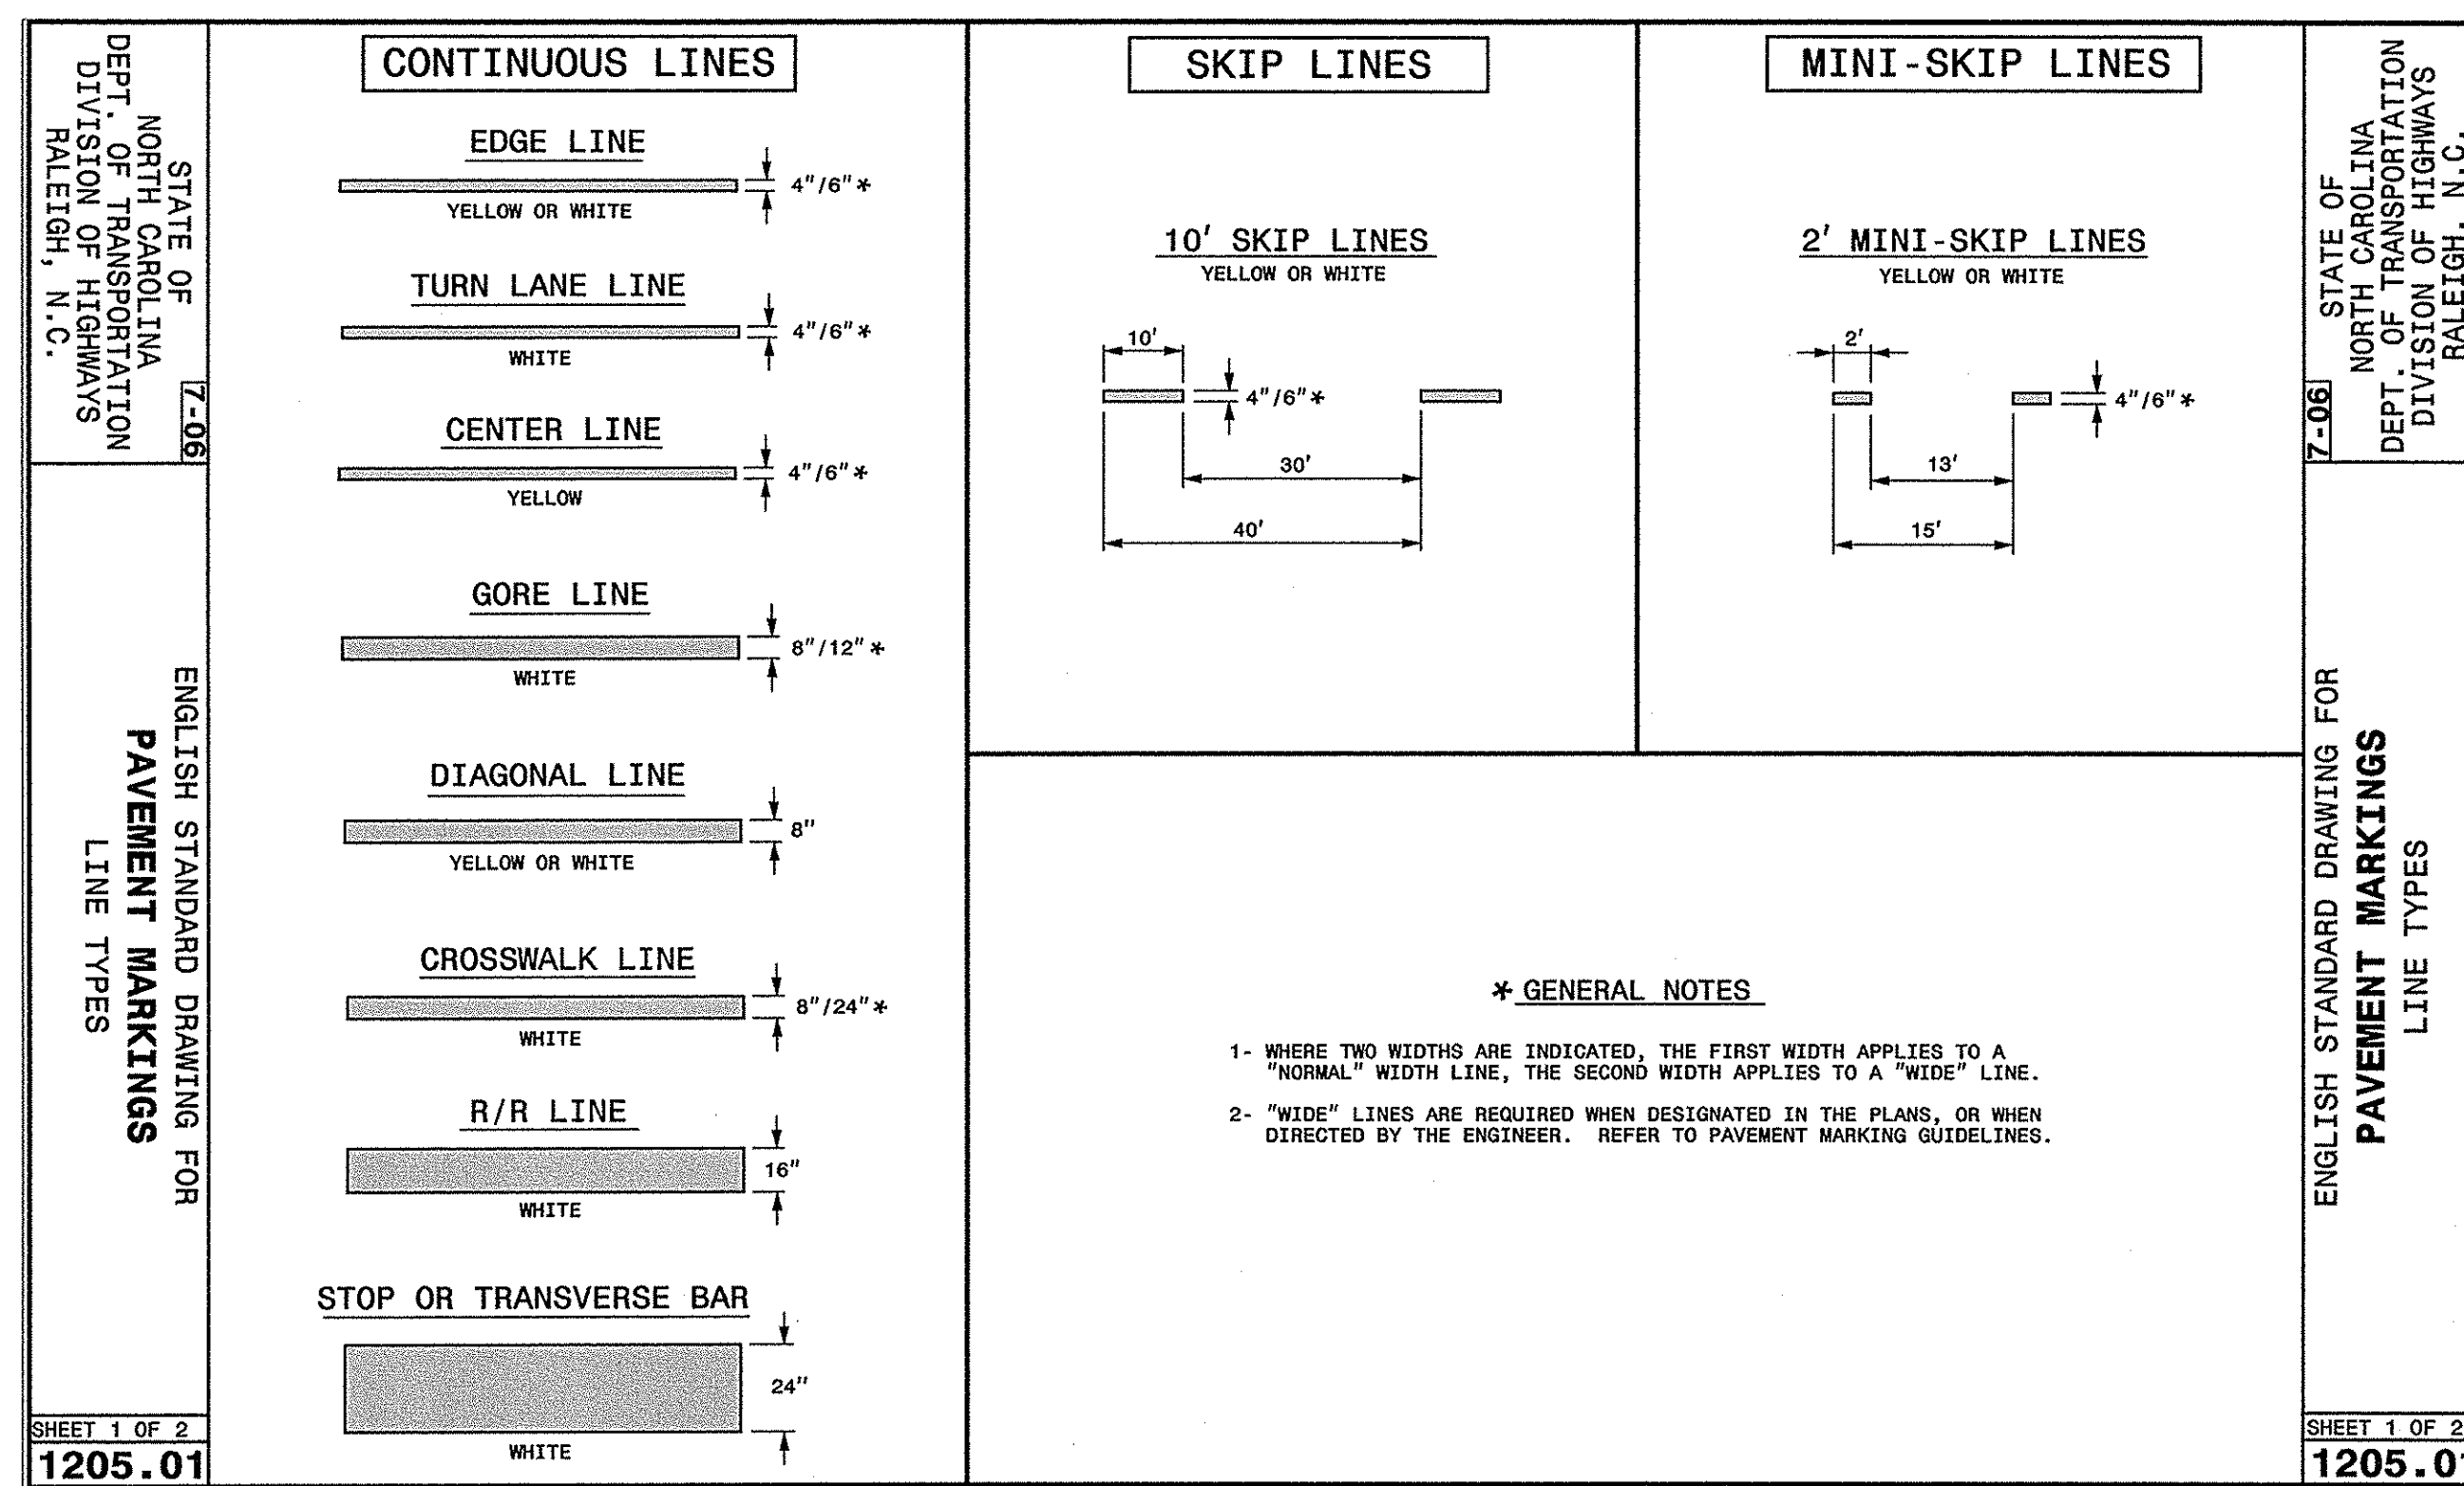 STATE OF
NORTH CAROLINA
DEPT. OF TRANSPORTATION
DIVISION OF HIGHWAYS
RALEIGH, N.C.
7-06
ENGLISH STANDARD DRAWING FOR
PAVEMENT MARKINGS
LINE TYPES
SHEET 1 OF 2
1205.01
CONTINUOUS LINES
EDGE LINE
4"/6"*
YELLOW OR WHITE
TURN LANE LINE
4"/6"*
WHITE
CENTER LINE
4"/6"*
YELLOW
GORE LINE
8"/12"*
WHITE
DIAGONAL LINE
8"
YELLOW OR WHITE
CROSSWALK LINE
8"/24"*
WHITE
R/R LINE
16"
WHITE
STOP OR TRANSVERSE BAR
24"
WHITE
SKIP LINES
10' SKIP LINES
YELLOW OR WHITE
10'
4"/6"*
30'
40'
MINI-SKIP LINES
2' MINI-SKIP LINES
YELLOW OR WHITE
2'
4"/6"*
13'
15'
* GENERAL NOTES
1- WHERE TWO WIDTHS ARE INDICATED, THE FIRST WIDTH APPLIES TO A
"NORMAL" WIDTH LINE, THE SECOND WIDTH APPLIES TO A "WIDE" LINE.
2- "WIDE" LINES ARE REQUIRED WHEN DESIGNATED IN THE PLANS, OR WHEN
DIRECTED BY THE ENGINEER. REFER TO PAVEMENT MARKING GUIDELINES.
STATE OF
NORTH CAROLINA
DEPT. OF TRANSPORTATION
DIVISION OF HIGHWAYS
RALEIGH, N.C.
7-06
ENGLISH STANDARD DRAWING FOR
PAVEMENT MARKINGS
LINE TYPES
SHEET 1 OF 2
1205.01